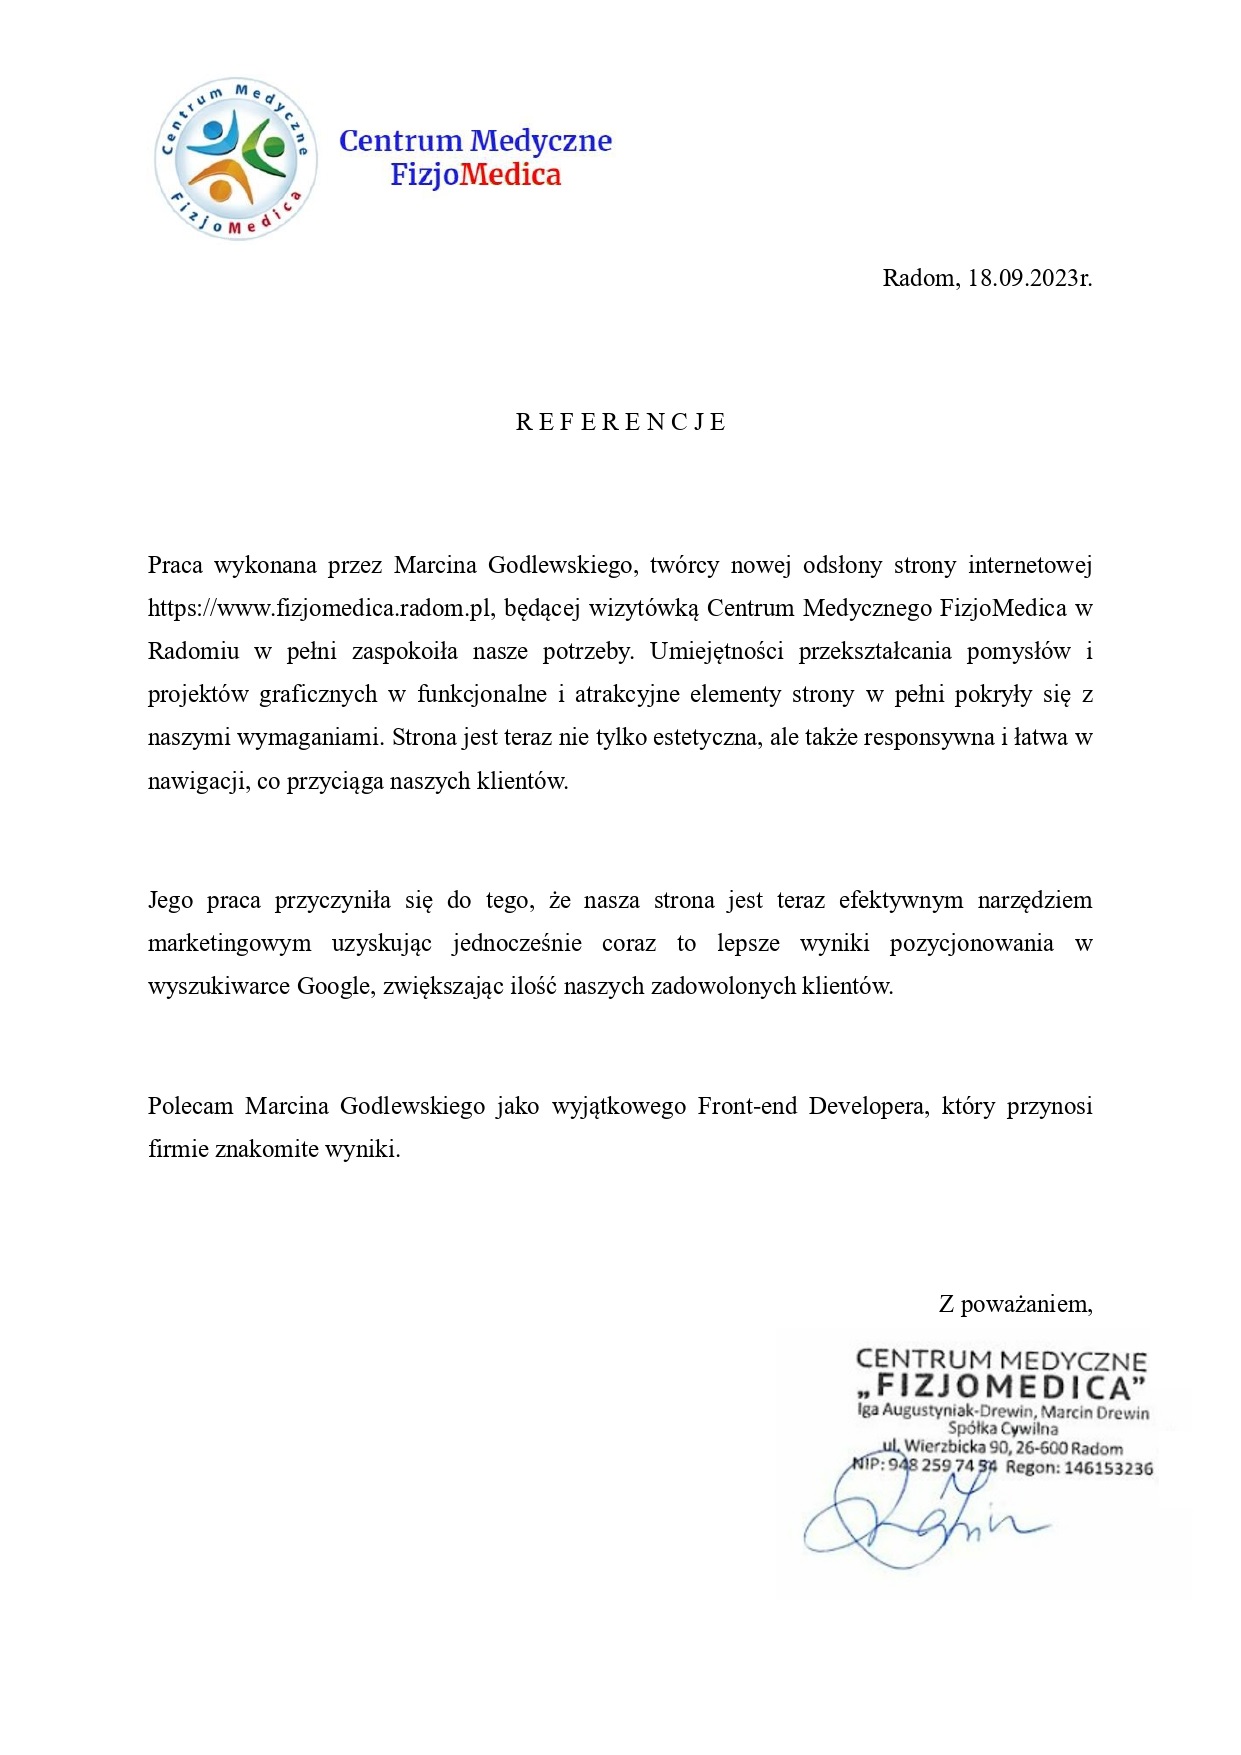 Centrum Medyczne
FizjoMedica
Centrum Medyczne
FizjoMedica
Radom, 18.09.2023r.
R E F E R E N C J E
Praca wykonana przez Marcina Godlewskiego, twórcy nowej odsłony strony internetowej
https://www.fizjomedica.radom.pl, będącej wizytówką Centrum Medycznego FizjoMedica w
Radomiu w pełni zaspokoiła nasze potrzeby. Umiejętności przekształcania pomysłów i
projektów graficznych w funkcjonalne i atrakcyjne elementy strony w pełni pokryły się z
naszymi wymaganiami. Strona jest teraz nie tylko estetyczna, ale także responsywna i łatwa w
nawigacji, co przyciąga naszych klientów.
Jego praca przyczyniła się do tego, że nasza strona jest teraz efektywnym narzędziem
marketingowym uzyskując jednocześnie coraz to lepsze wyniki pozycjonowania w
wyszukiwarce Google, zwiększając ilość naszych zadowolonych klientów.
Polecam Marcina Godlewskiego jako wyjątkowego Front-end Developera, który przynosi
firmie znakomite wyniki.
Z poważaniem,
CENTRUM MEDYCZNE
„FIZJOMEDICA”
Iga Augustyniak-Drewin, Marcin Drewin
Spółka Cywilna
ul. Wierzbicka 90, 26-600 Radom
NIP: 948 259 74 54 Regon: 146153236